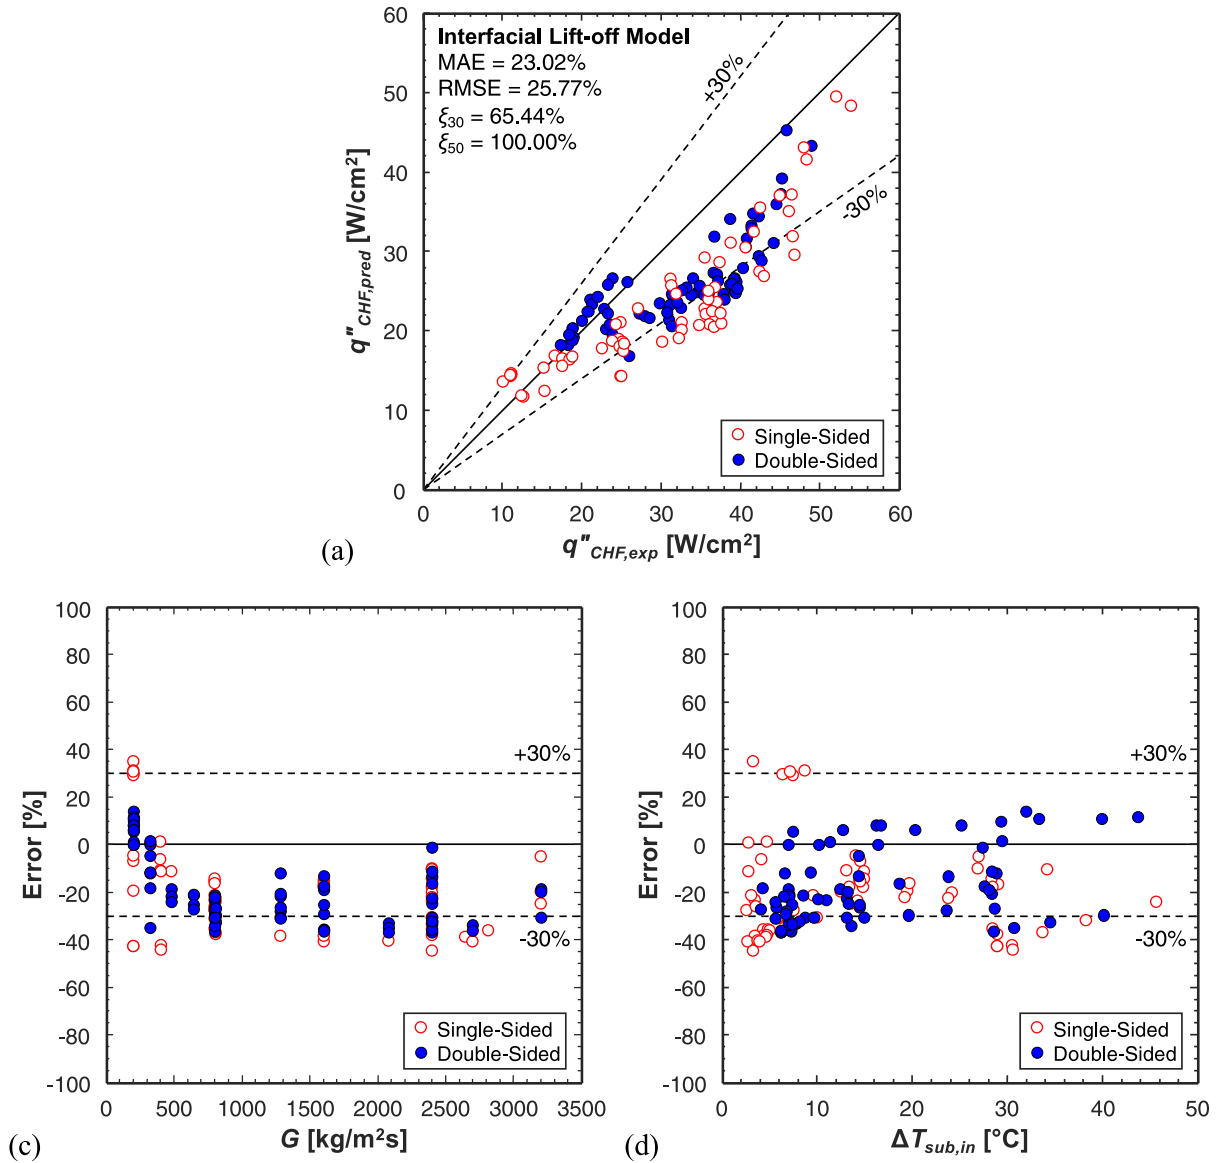 Interfacial Lift-off Model
MAE = 23.02%
RMSE = 25.77%
ξ30 = 65.44%
ξ50 = 100.00%
+30%
-30%
Single-Sided
Double-Sided
60
50
40
30
20
10
0
q"CHF,pred [W/cm²]
0 10 20 30 40 50 60
q"CHF,exp [W/cm²]
(a)
100
80
60
40
20
0
-20
-40
-60
-80
-100
Error [%]
+30%
-30%
Single-Sided
Double-Sided
0 500 1000 1500 2000 2500 3000 3500
G [kg/m²s]
(c)
100
80
60
40
20
0
-20
-40
-60
-80
-100
Error [%]
+30%
-30%
Single-Sided
Double-Sided
0 10 20 30 40 50
ΔTsub,in [°C]
(d)